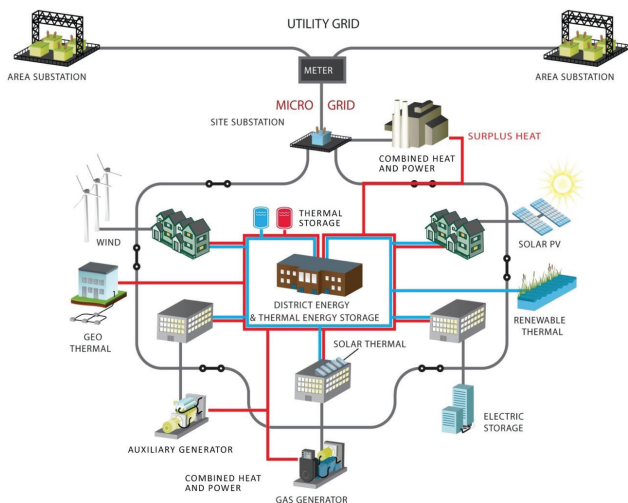 UTILITY GRID
AREA SUBSTATION
METER
AREA SUBSTATION
MICRO GRID
SITE SUBSTATION
SURPLUS HEAT
COMBINED HEAT
AND POWER
THERMAL
STORAGE
WIND
SOLAR PV
DISTRICT ENERGY
& THERMAL ENERGY STORAGE
GEO
THERMAL
RENEWABLE
THERMAL
SOLAR THERMAL
ELECTRIC
STORAGE
AUXILIARY GENERATOR
COMBINED HEAT
AND POWER
GAS GENERATOR